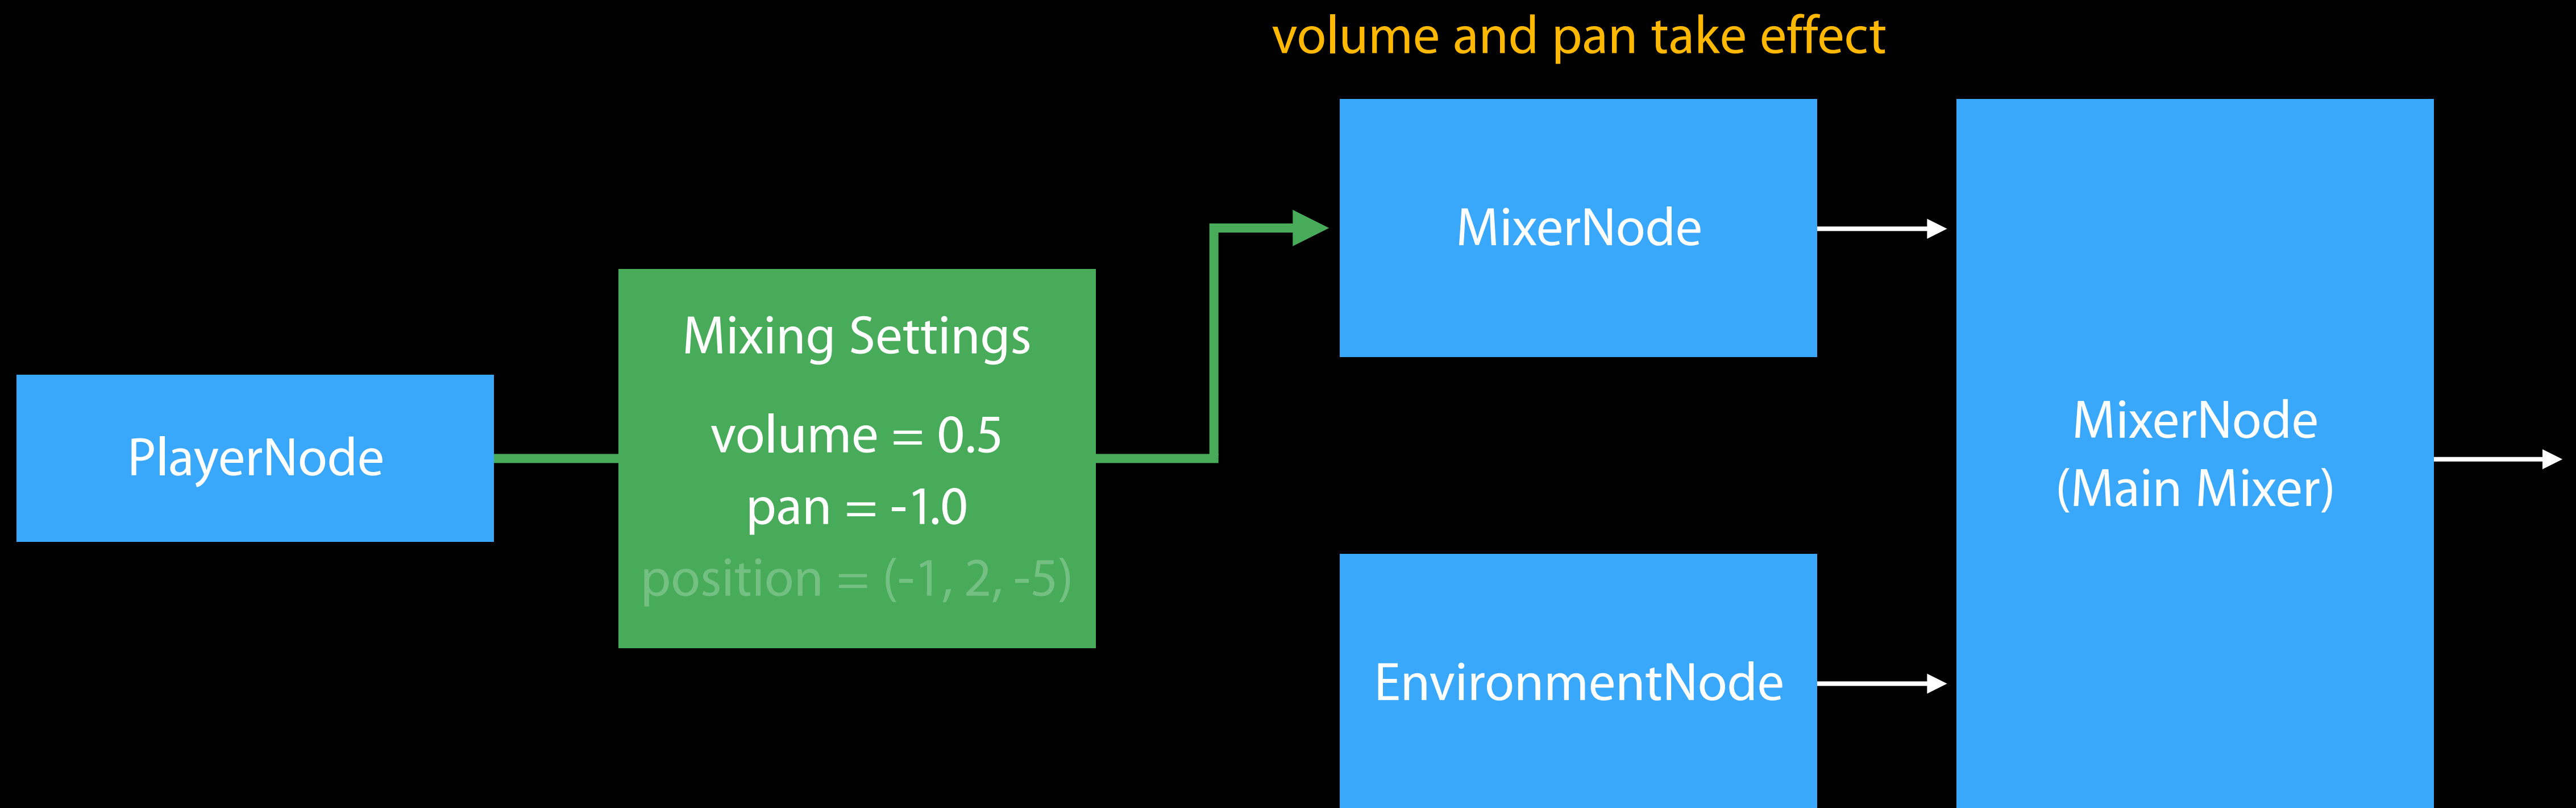 volume and pan take effect
PlayerNode
Mixing Settings
volume = 0.5
pan = -1.0
position = (-1, 2, -5)
MixerNode
EnvironmentNode
MixerNode
(Main Mixer)